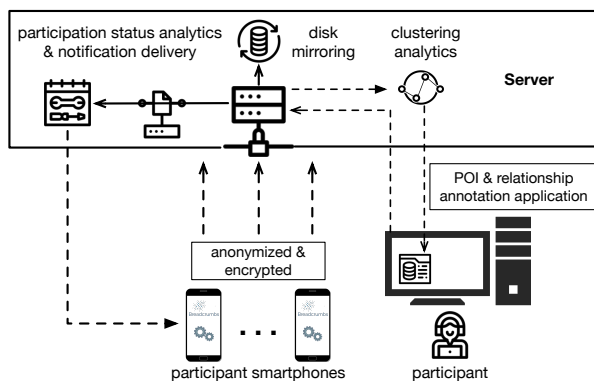 participation status analytics
& notification delivery
disk
mirroring
clustering
analytics
Server
POI & relationship
annotation application
anonymized &
encrypted
Breadcrumbs
Breadcrumbs
participant smartphones
participant